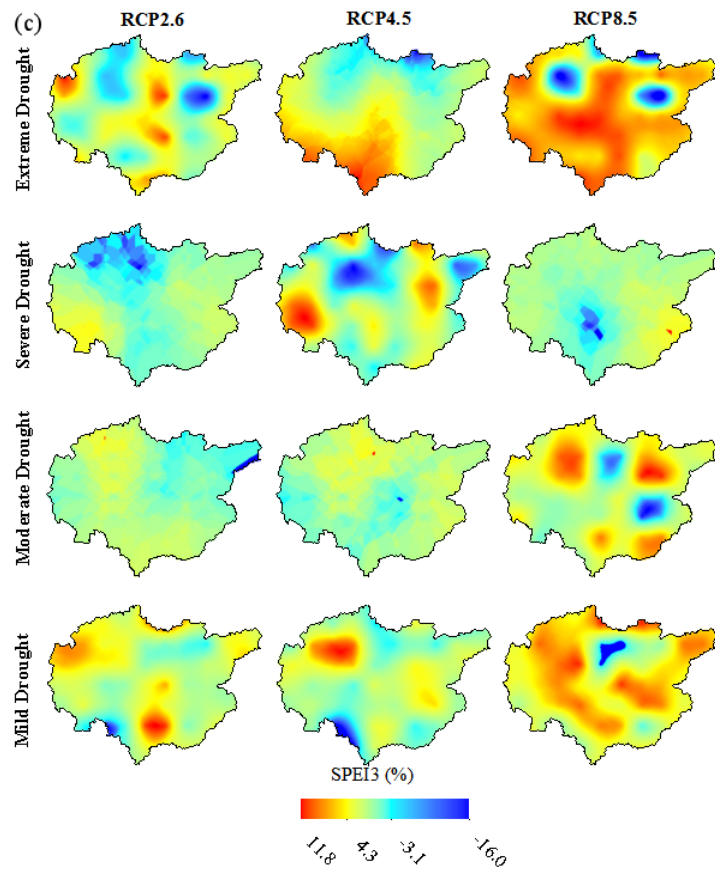 (c)
RCP2.6 RCP4.5 RCP8.5
Extreme Drought
Severe Drought
Moderate Drought
Mild Drought
SPEI3 (%)
11.8 4.3 -3.1 -16.0